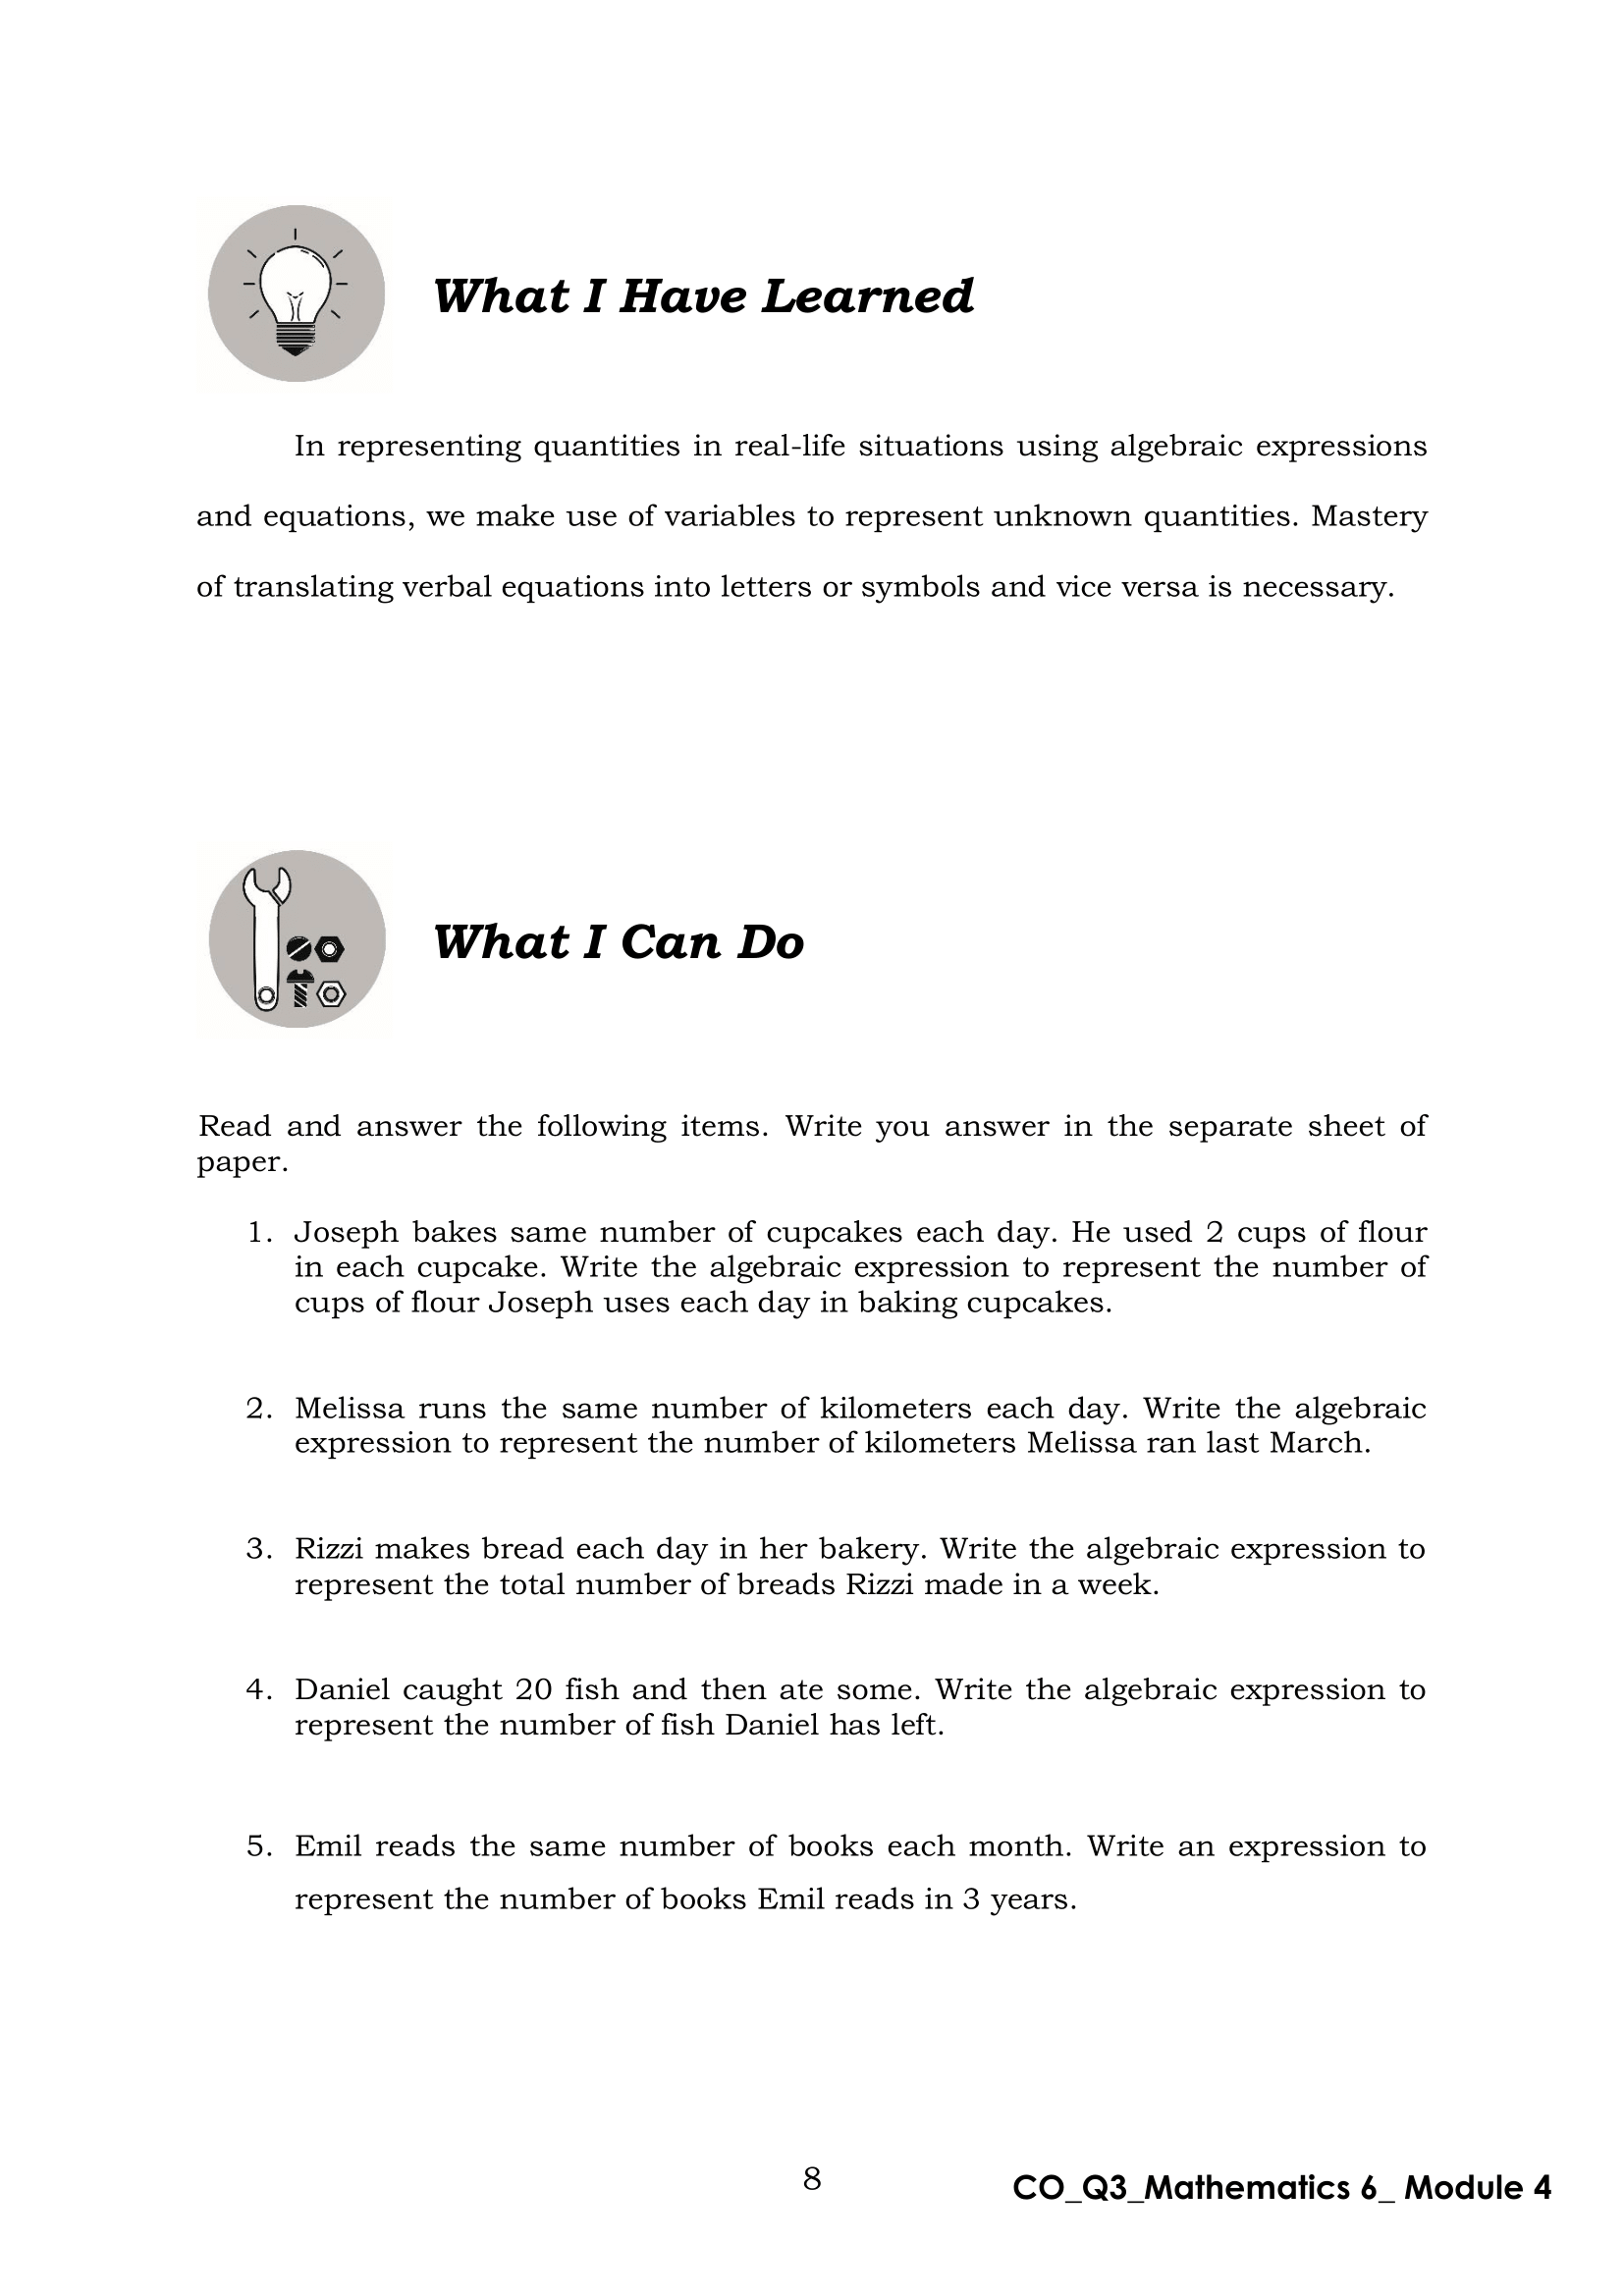 What I Have Learned
In representing quantities in real-life situations using algebraic expressions
and equations, we make use of variables to represent unknown quantities. Mastery
of translating verbal equations into letters or symbols and vice versa is necessary.
What I Can Do
Read and answer the following items. Write you answer in the separate sheet of
paper.
1. Joseph bakes same number of cupcakes each day. He used 2 cups of flour
in each cupcake. Write the algebraic expression to represent the number of
cups of flour Joseph uses each day in baking cupcakes.
2. Melissa runs the same number of kilometers each day. Write the algebraic
expression to represent the number of kilometers Melissa ran last March.
3. Rizzi makes bread each day in her bakery. Write the algebraic expression to
represent the total number of breads Rizzi made in a week.
4. Daniel caught 20 fish and then ate some. Write the algebraic expression to
represent the number of fish Daniel has left.
5. Emil reads the same number of books each month. Write an expression to
represent the number of books Emil reads in 3 years.
8
CO_Q3_Mathematics 6_ Module 4